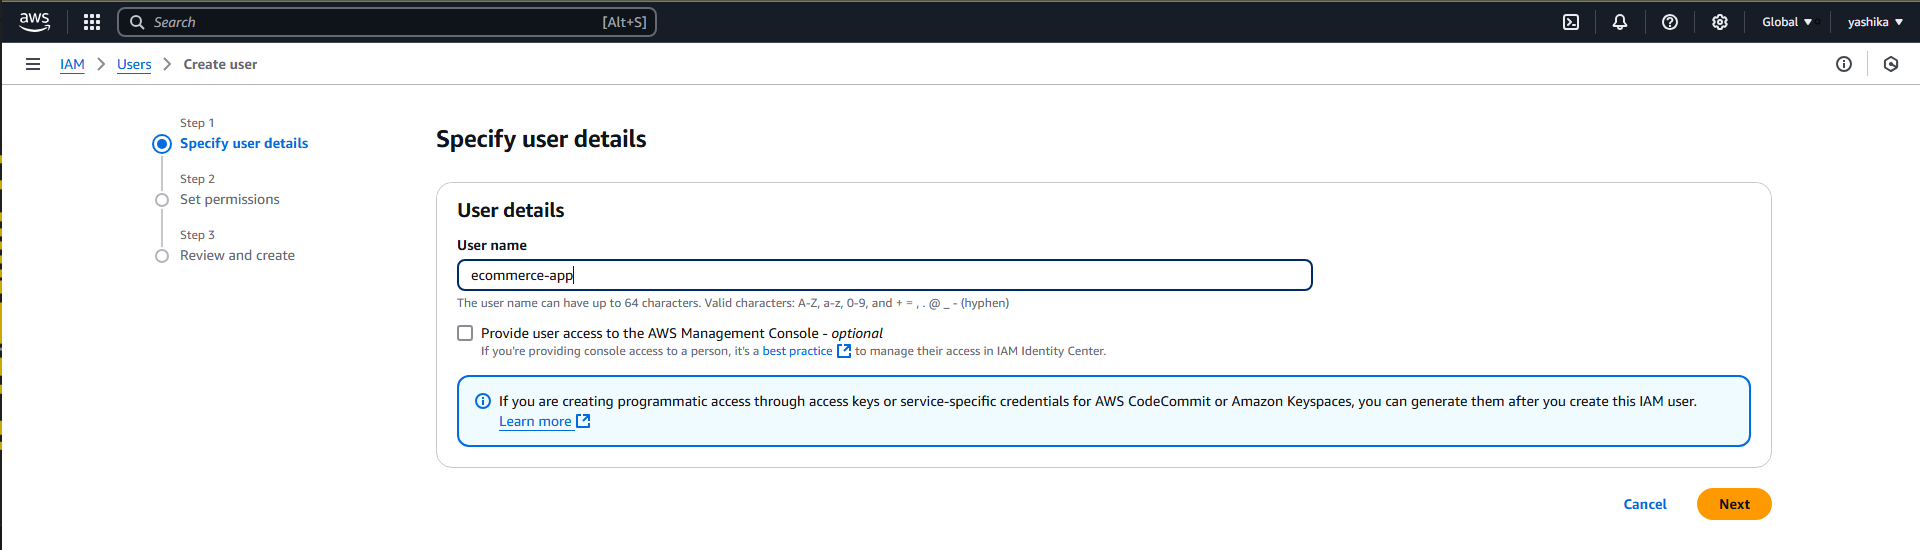 aws
Search [Alt+S]
Global yashika
IAM Users Create user
Step 1
Specify user details
Step 2
Set permissions
Step 3
Review and create
Specify user details
User details
User name
ecommerce-app
The user name can have up to 64 characters. Valid characters: A-Z, a-z, 0-9, and + = , . @ _ - (hyphen)
Provide user access to the AWS Management Console - optional
If you're providing console access to a person, it's a best practice to manage their access in IAM Identity Center.
If you are creating programmatic access through access keys or service-specific credentials for AWS CodeCommit or Amazon Keyspaces, you can generate them after you create this IAM user.
Learn more
Cancel Next